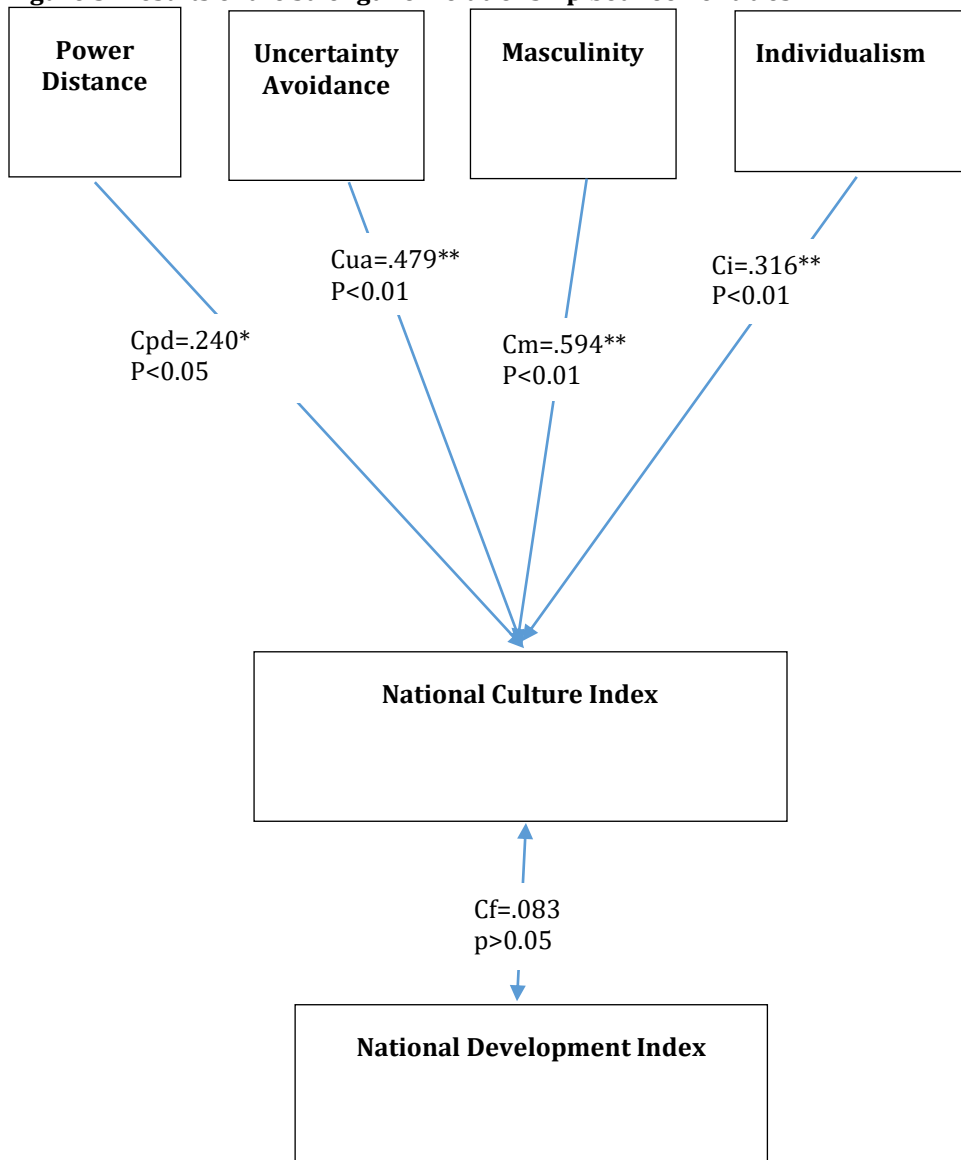 Power
Distance
Uncertainty
Avoidance
Masculinity
Individualism
Cua=.479**
P<0.01
Ci=.316**
P<0.01
Cpd=.240*
P<0.05
Cm=.594**
P<0.01
National Culture Index
Cf=.083
p>0.05
National Development Index